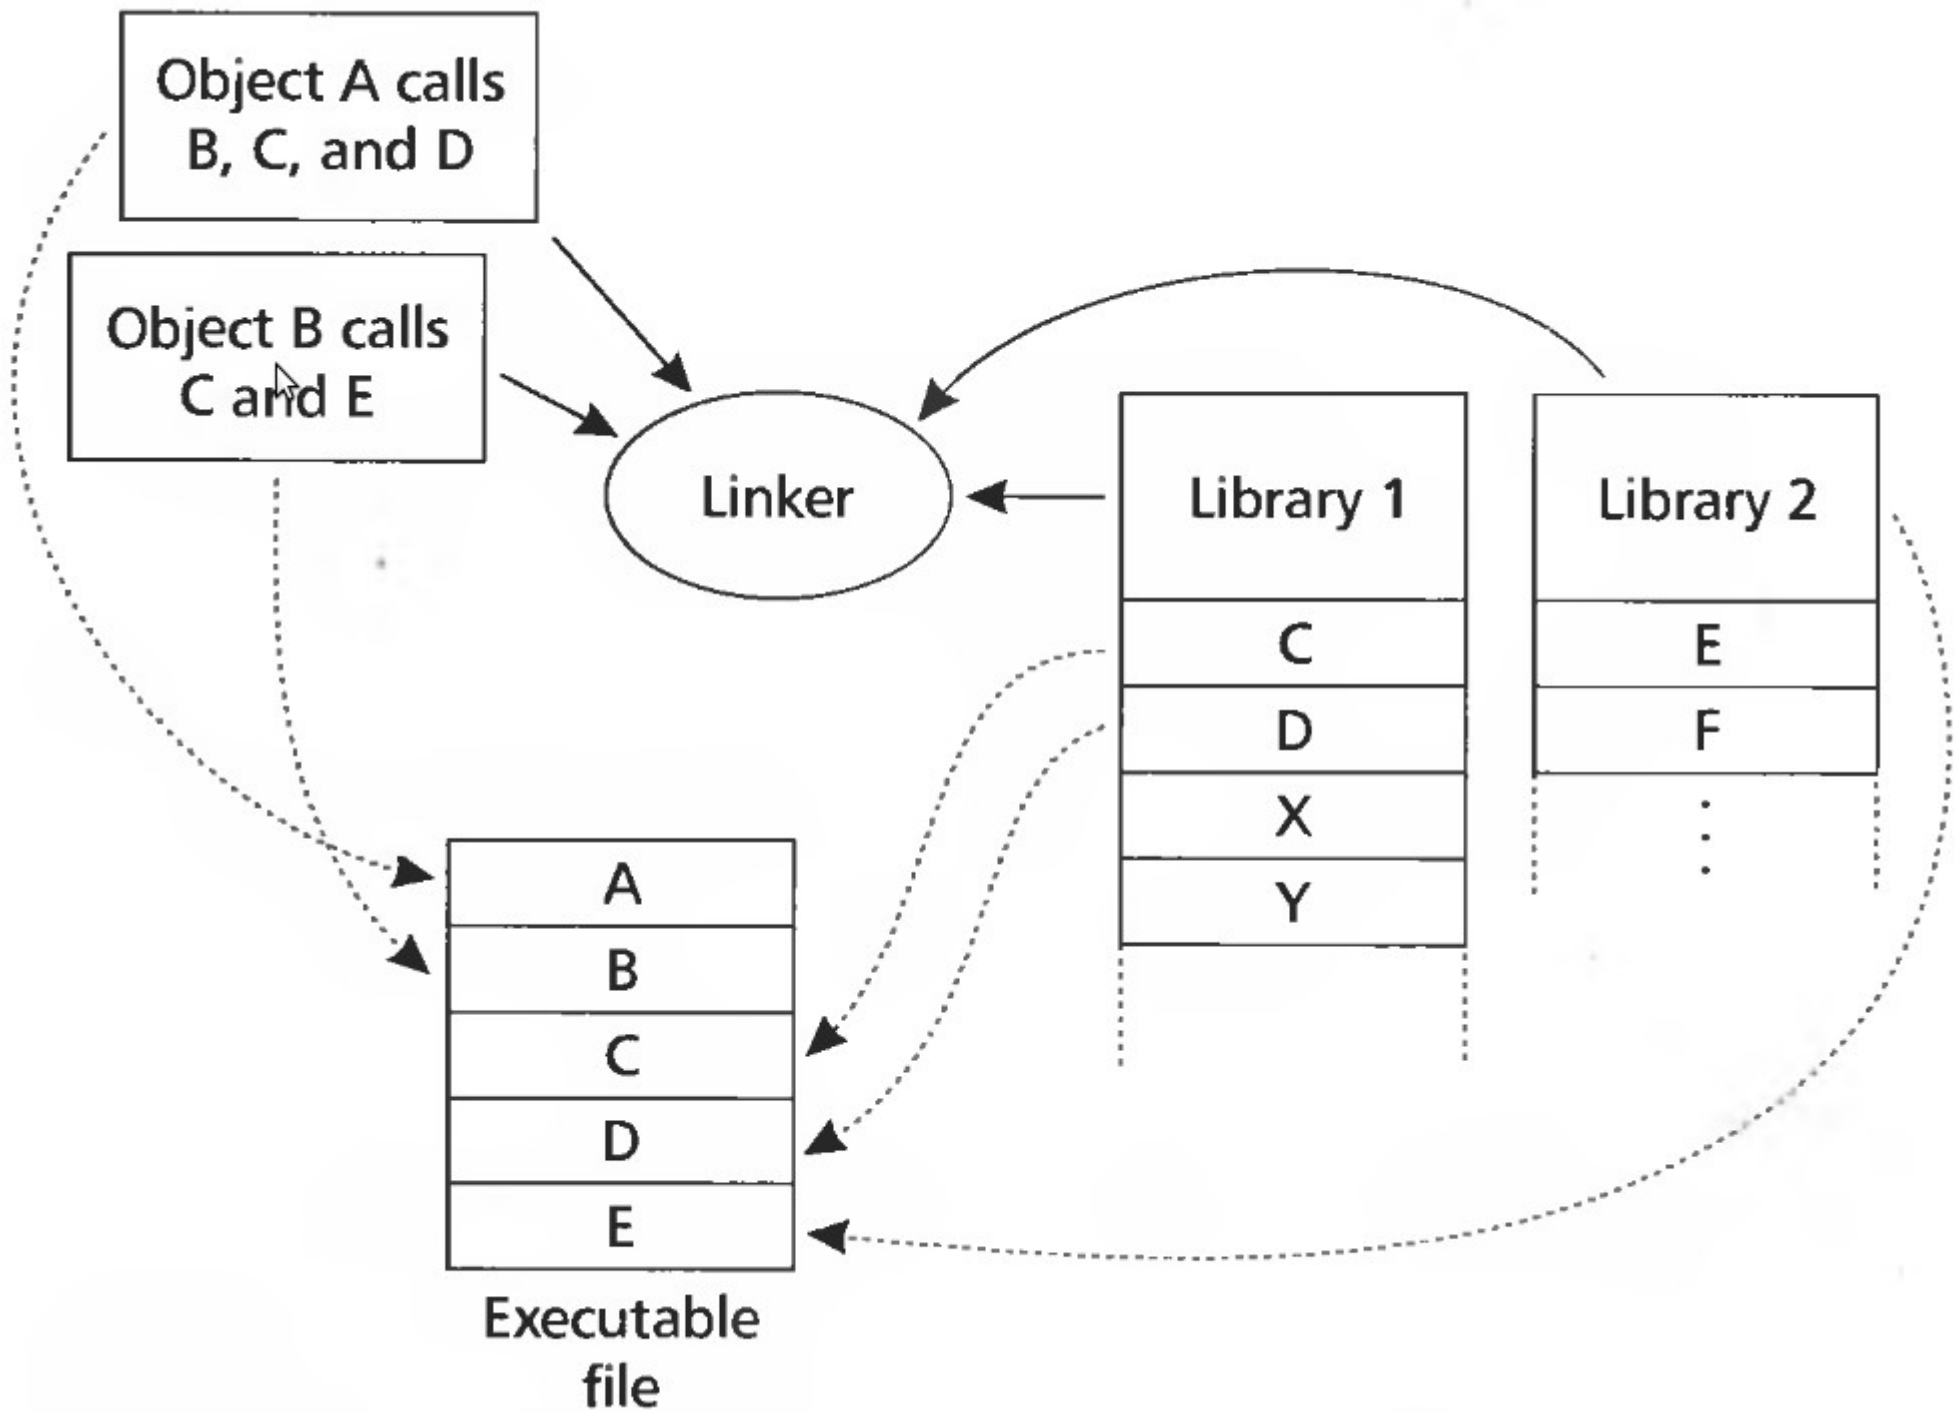 Object A calls
B, C, and D
Object B calls
C and E
Linker
Library 1
C
D
X
Y
Library 2
E
F
A
B
C
D
E
Executable
file